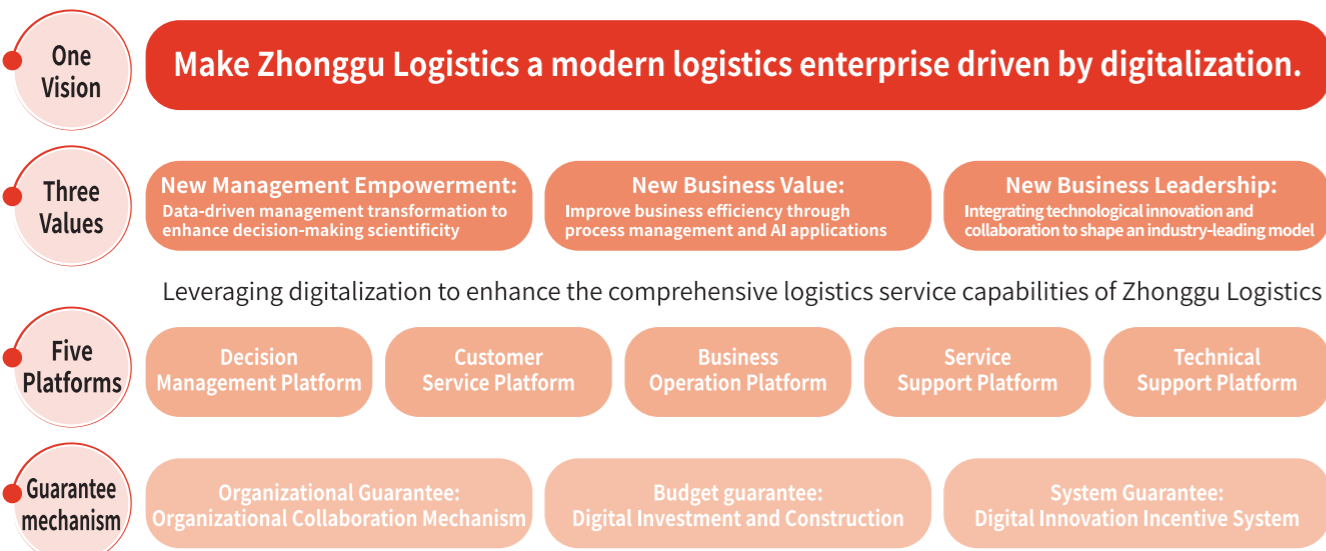 One
Vision
Make Zhonggu Logistics a modern logistics enterprise driven by digitalization.
Three
Values
New Management Empowerment:
Data-driven management transformation to
enhance decision-making scientificity
New Business Value:
Improve business efficiency through
process management and AI applications
New Business Leadership:
Integrating technological innovation and
collaboration to shape an industry-leading model
Leveraging digitalization to enhance the comprehensive logistics service capabilities of Zhonggu Logistics
Five
Platforms
Decision
Management Platform
Customer
Service Platform
Business
Operation Platform
Service
Support Platform
Technical
Support Platform
Guarantee
mechanism
Organizational Guarantee:
Organizational Collaboration Mechanism
Budget guarantee:
Digital Investment and Construction
System Guarantee:
Digital Innovation Incentive System